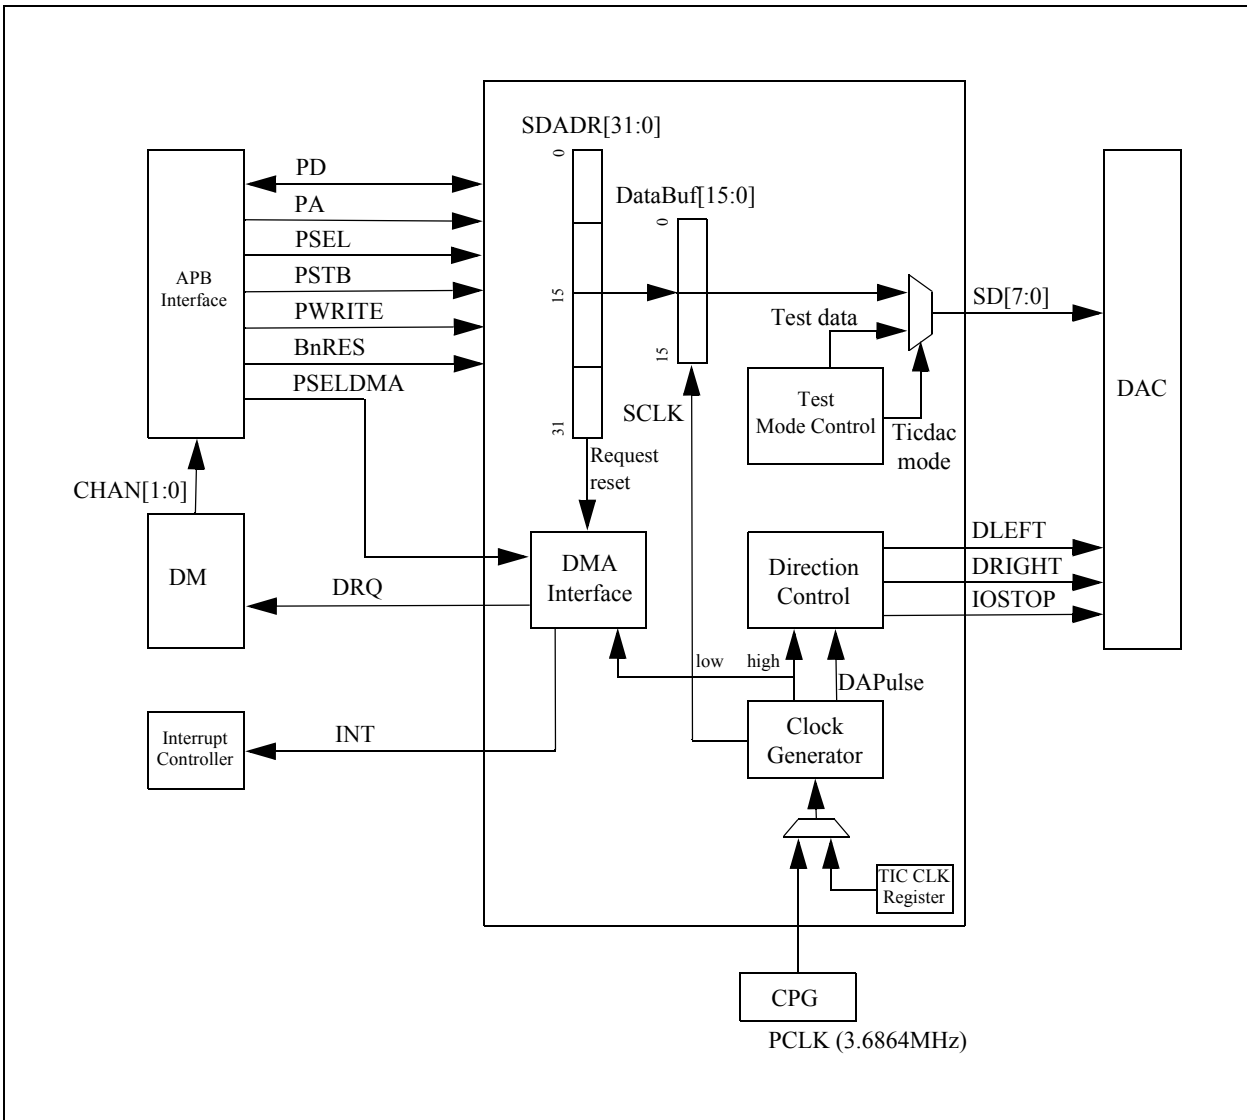 SDADR[31:0]
0
15
31
DataBuf[15:0]
0
15
PD
PA
PSEL
PSTB
PWRITE
BnRES
PSELDMA
APB
Interface
CHAN[1:0]
DM
DRQ
Interrupt
Controller
INT
Request
reset
DMA
Interface
SCLK
Test data
Test
Mode Control
Ticdac
mode
SD[7:0]
DAC
Direction
Control
DLEFT
DRIGHT
IOSTOP
low
high
DAPulse
Clock
Generator
TIC CLK
Register
CPG
PCLK (3.6864MHz)